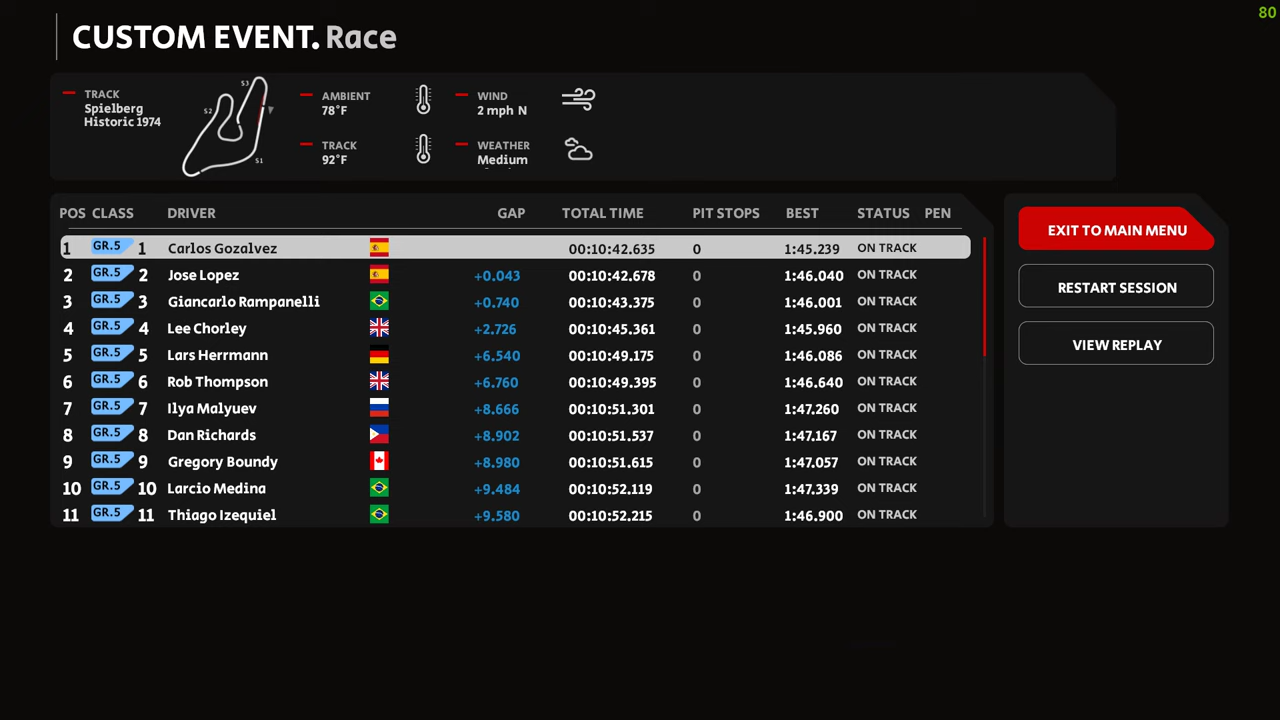 80
CUSTOM EVENT. Race
TRACK
Spielberg
Historic 1974
S1
S2
S3
AMBIENT
78°F
TRACK
92°F
WIND
2 mph N
WEATHER
Medium
POS CLASS DRIVER GAP TOTAL TIME PIT STOPS BEST STATUS PEN
1 GR.5 1 Carlos Gozalvez 00:10:42.635 0 1:45.239 ON TRACK
2 GR.5 2 Jose Lopez +0.043 00:10:42.678 0 1:46.040 ON TRACK
3 GR.5 3 Giancarlo Rampanelli +0.740 00:10:43.375 0 1:46.001 ON TRACK
4 GR.5 4 Lee Chorley +2.726 00:10:45.361 0 1:45.960 ON TRACK
5 GR.5 5 Lars Herrmann +6.540 00:10:49.175 0 1:46.086 ON TRACK
6 GR.5 6 Rob Thompson +6.760 00:10:49.395 0 1:46.640 ON TRACK
7 GR.5 7 Ilya Malyuev +8.666 00:10:51.301 0 1:47.260 ON TRACK
8 GR.5 8 Dan Richards +8.902 00:10:51.537 0 1:47.167 ON TRACK
9 GR.5 9 Gregory Boundy +8.980 00:10:51.615 0 1:47.057 ON TRACK
10 GR.5 10 Larcio Medina +9.484 00:10:52.119 0 1:47.339 ON TRACK
11 GR.5 11 Thiago Izequiel +9.580 00:10:52.215 0 1:46.900 ON TRACK
EXIT TO MAIN MENU
RESTART SESSION
VIEW REPLAY